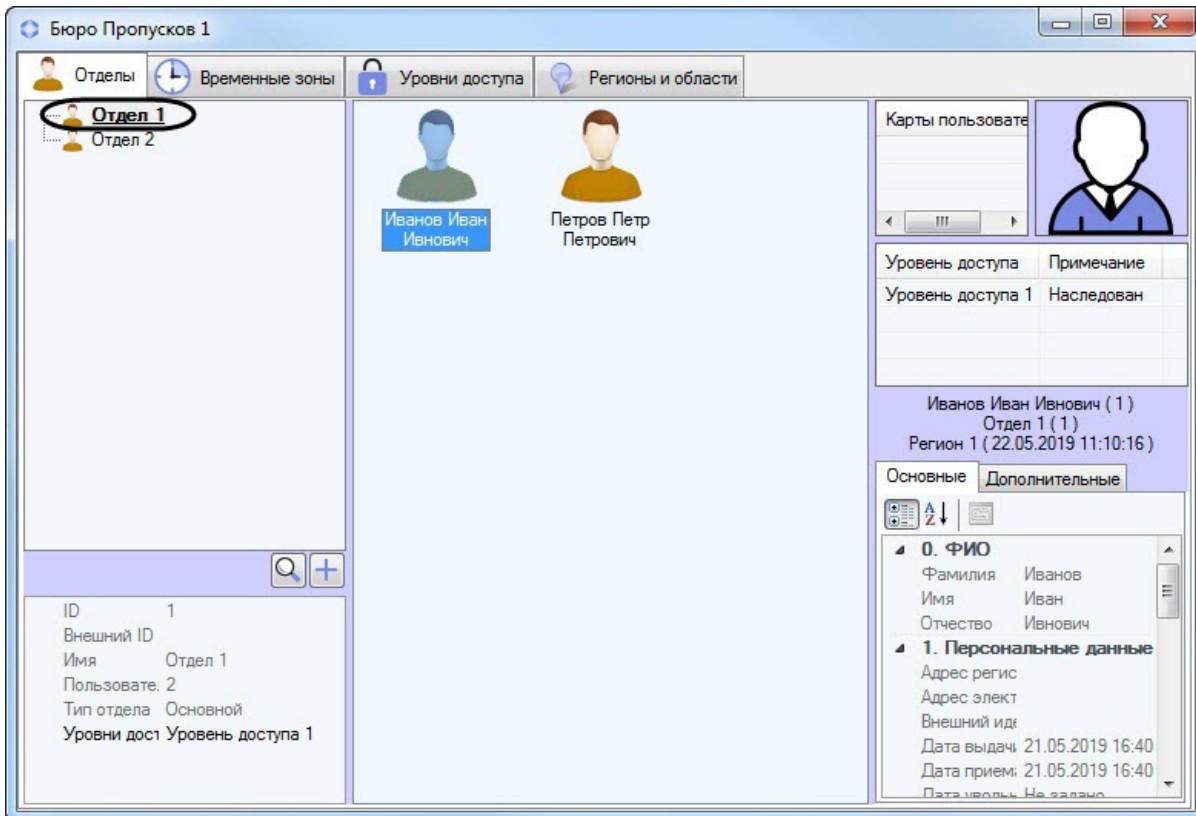 Бюро Пропусков 1
Отделы Временные зоны Уровни доступа Регионы и области
Отдел 1
Отдел 2
Иванов Иван
Ивнович
Петров Петр
Петрович
Карты пользовате
Уровень доступа Примечание
Уровень доступа 1 Наследован
Иванов Иван Ивнович ( 1 )
Отдел 1 ( 1 )
Регион 1 ( 22.05.2019 11:10:16 )
Основные Дополнительные
0. ФИО
Фамилия Иванов
Имя Иван
Отчество Ивнович
1. Персональные данные
Адрес регис
Адрес элект
Внешний иде
Дата выдачи 21.05.2019 16:40
Дата прием 21.05.2019 16:40
Дата уволь Не задано
ID 1
Внешний ID
Имя Отдел 1
Пользовате. 2
Тип отдела Основной
Уровни дост Уровень доступа 1